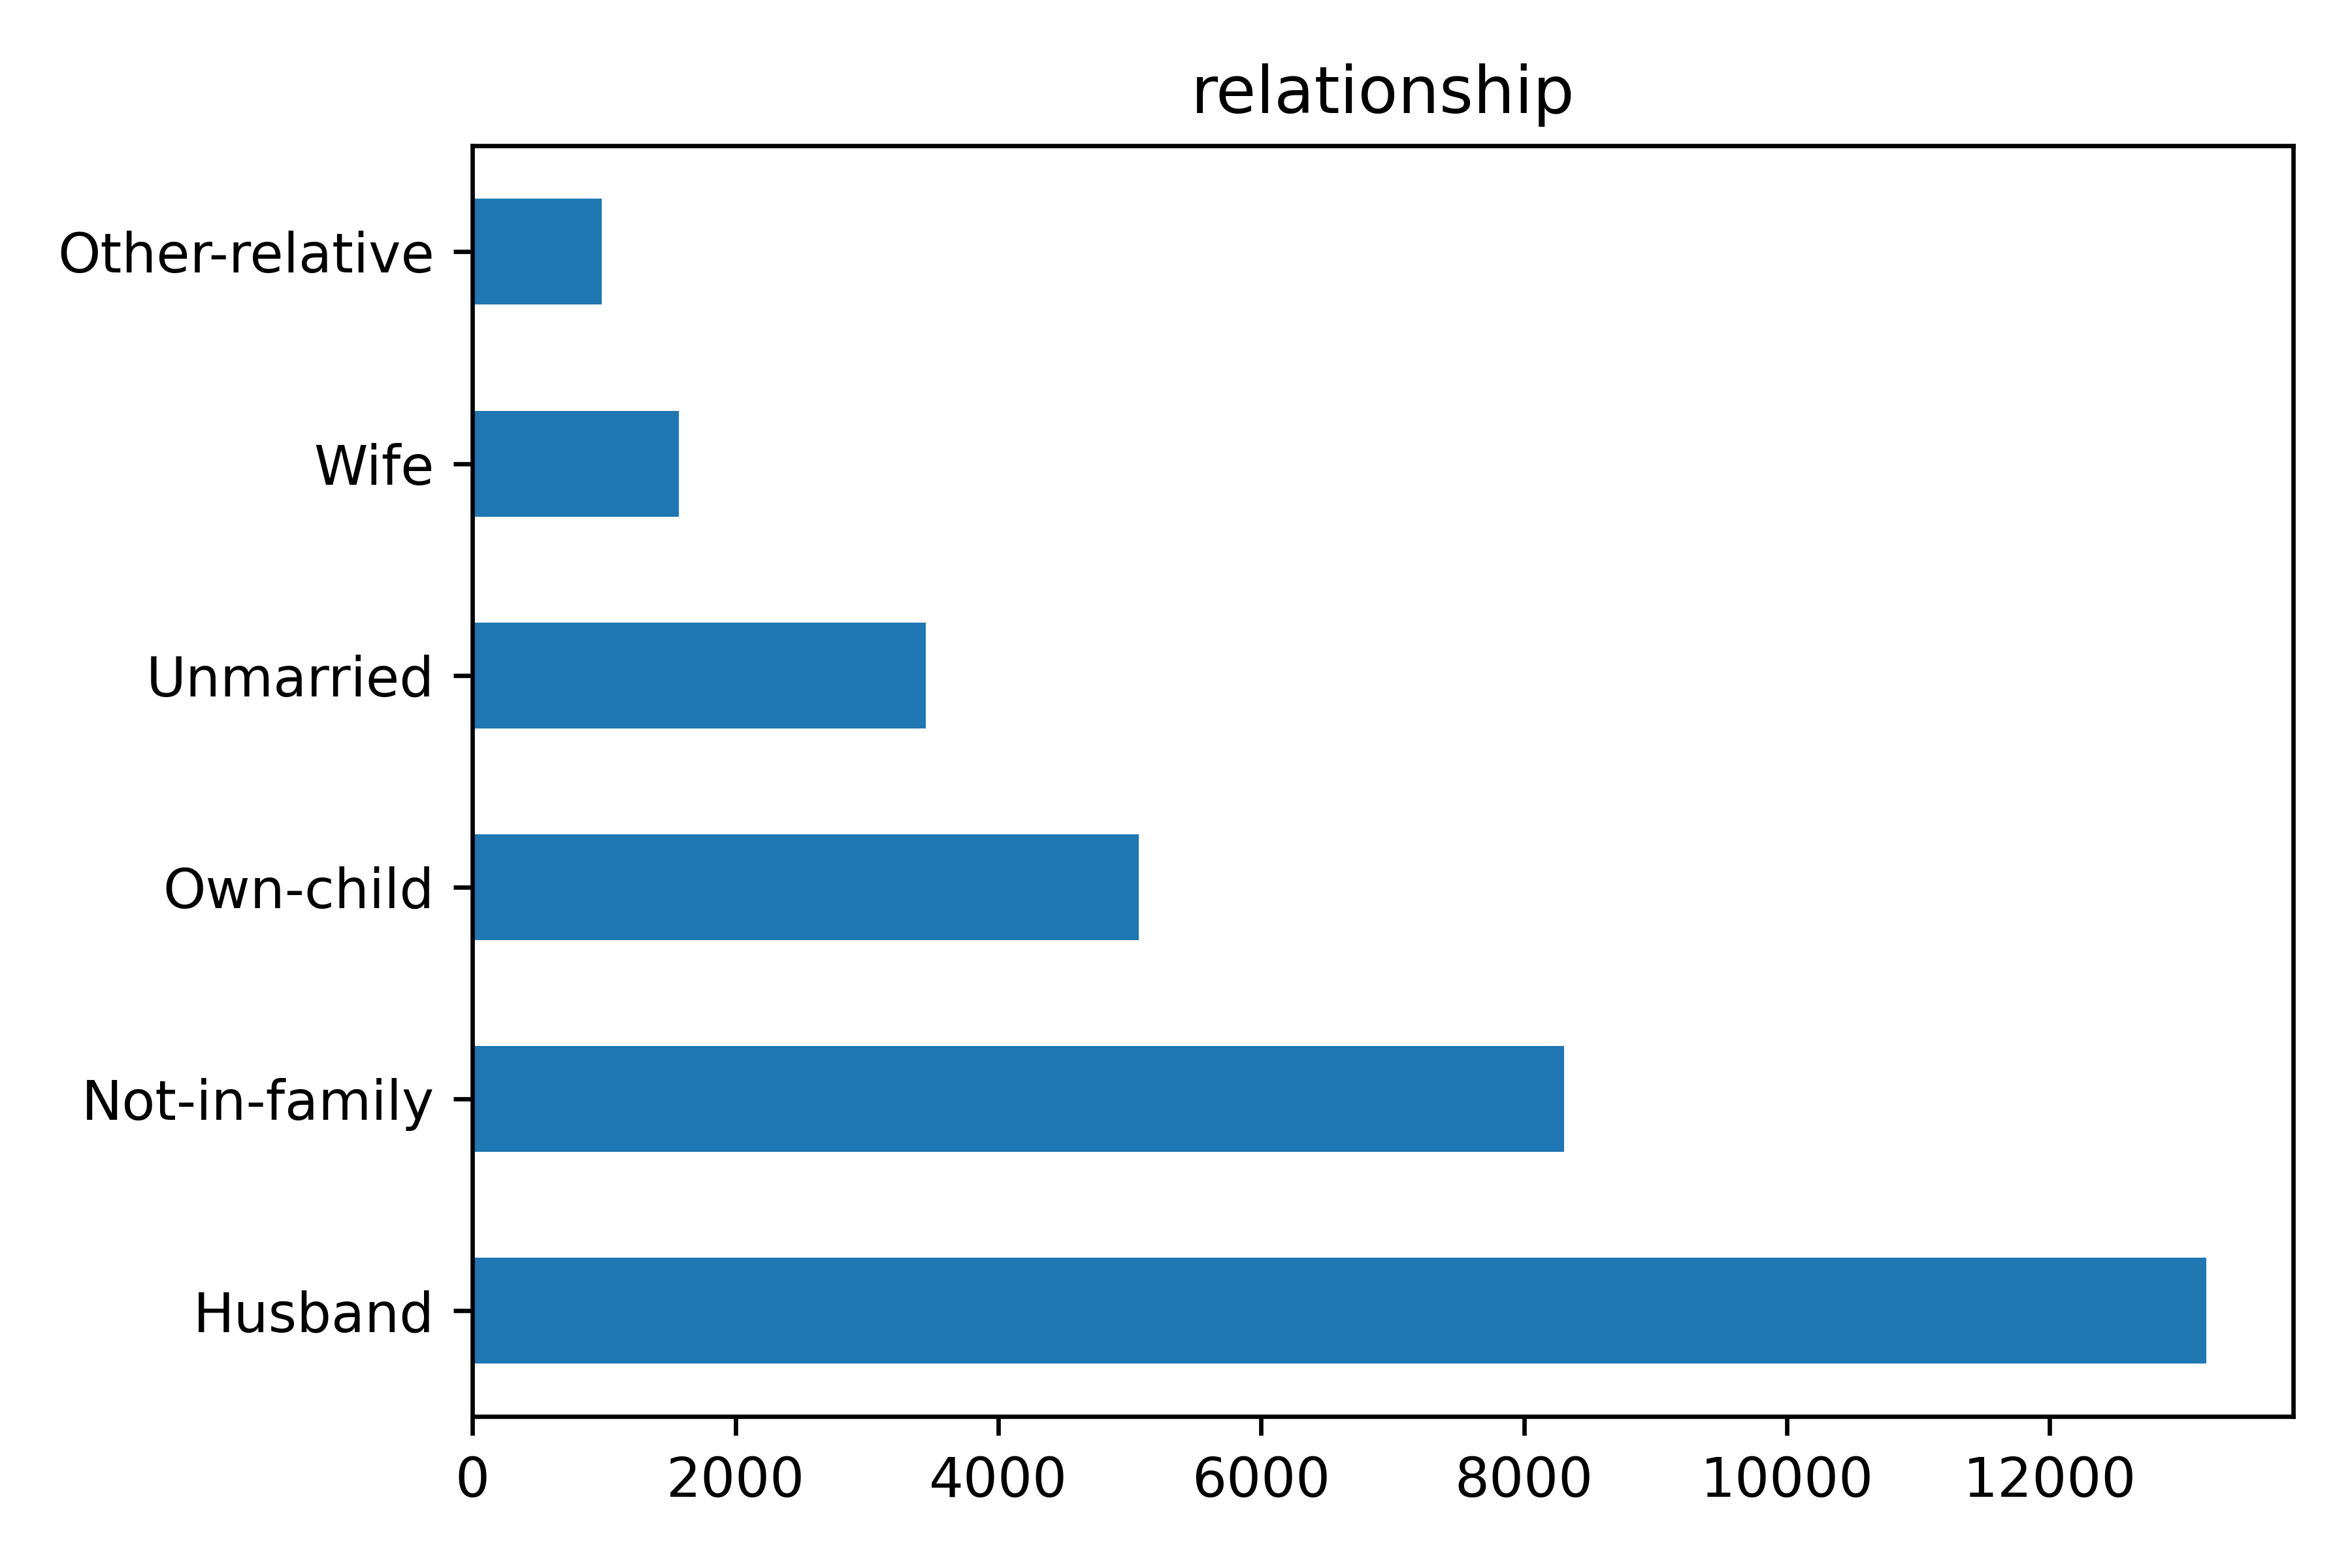 relationship
Other-relative
Wife
Unmarried
Own-child
Not-in-family
Husband
0 2000 4000 6000 8000 10000 12000